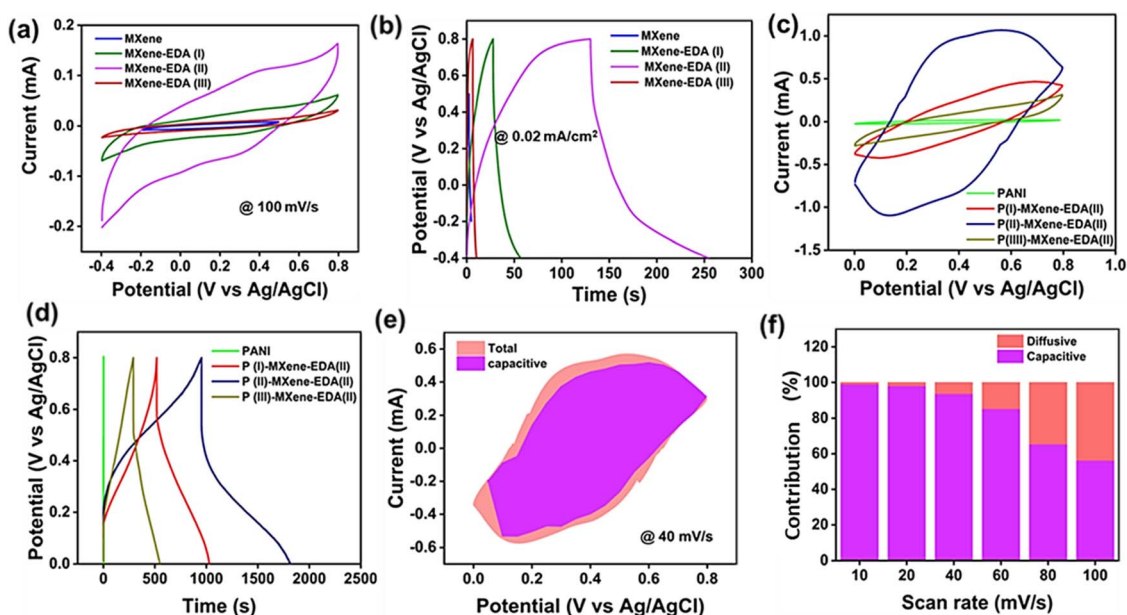 (a)
MXene
MXene-EDA (I)
MXene-EDA (II)
MXene-EDA (III)
@ 100 mV/s
Current (mA)
0.2
0.1
0.0
-0.1
-0.2
-0.4 -0.2 0.0 0.2 0.4 0.6 0.8
Potential (V vs Ag/AgCl)
(b)
MXene
MXene-EDA (I)
MXene-EDA (II)
MXene-EDA (III)
@ 0.02 mA/cm²
Potential (V vs Ag/AgCl)
0.8
0.4
0.0
-0.4
0 50 100 150 200 250 300
Time (s)
(c)
PANI
P(I)-MXene-EDA(II)
P(II)-MXene-EDA(II)
P(IIII)-MXene-EDA(II)
Current (mA)
1.0
0.5
0.0
-0.5
-1.0
-1.5
0.0 0.2 0.4 0.6 0.8 1.0
Potential (V vs Ag/AgCl)
(d)
PANI
P (I)-MXene-EDA(II)
P (II)-MXene-EDA(II)
P (III)-MXene-EDA(II)
Potential (V vs Ag/AgCl)
0.8
0.6
0.4
0.2
0.0
0 500 1000 1500 2000 2500
Time (s)
(e)
Total
capacitive
@ 40 mV/s
Current (mA)
0.6
0.4
0.2
0.0
-0.2
-0.4
-0.6
0.0 0.2 0.4 0.6 0.8
Potential (V vs Ag/AgCl)
(f)
Diffusive
Capacitive
Contribution (%)
120
100
80
60
40
20
0
10 20 40 60 80 100
Scan rate (mV/s)